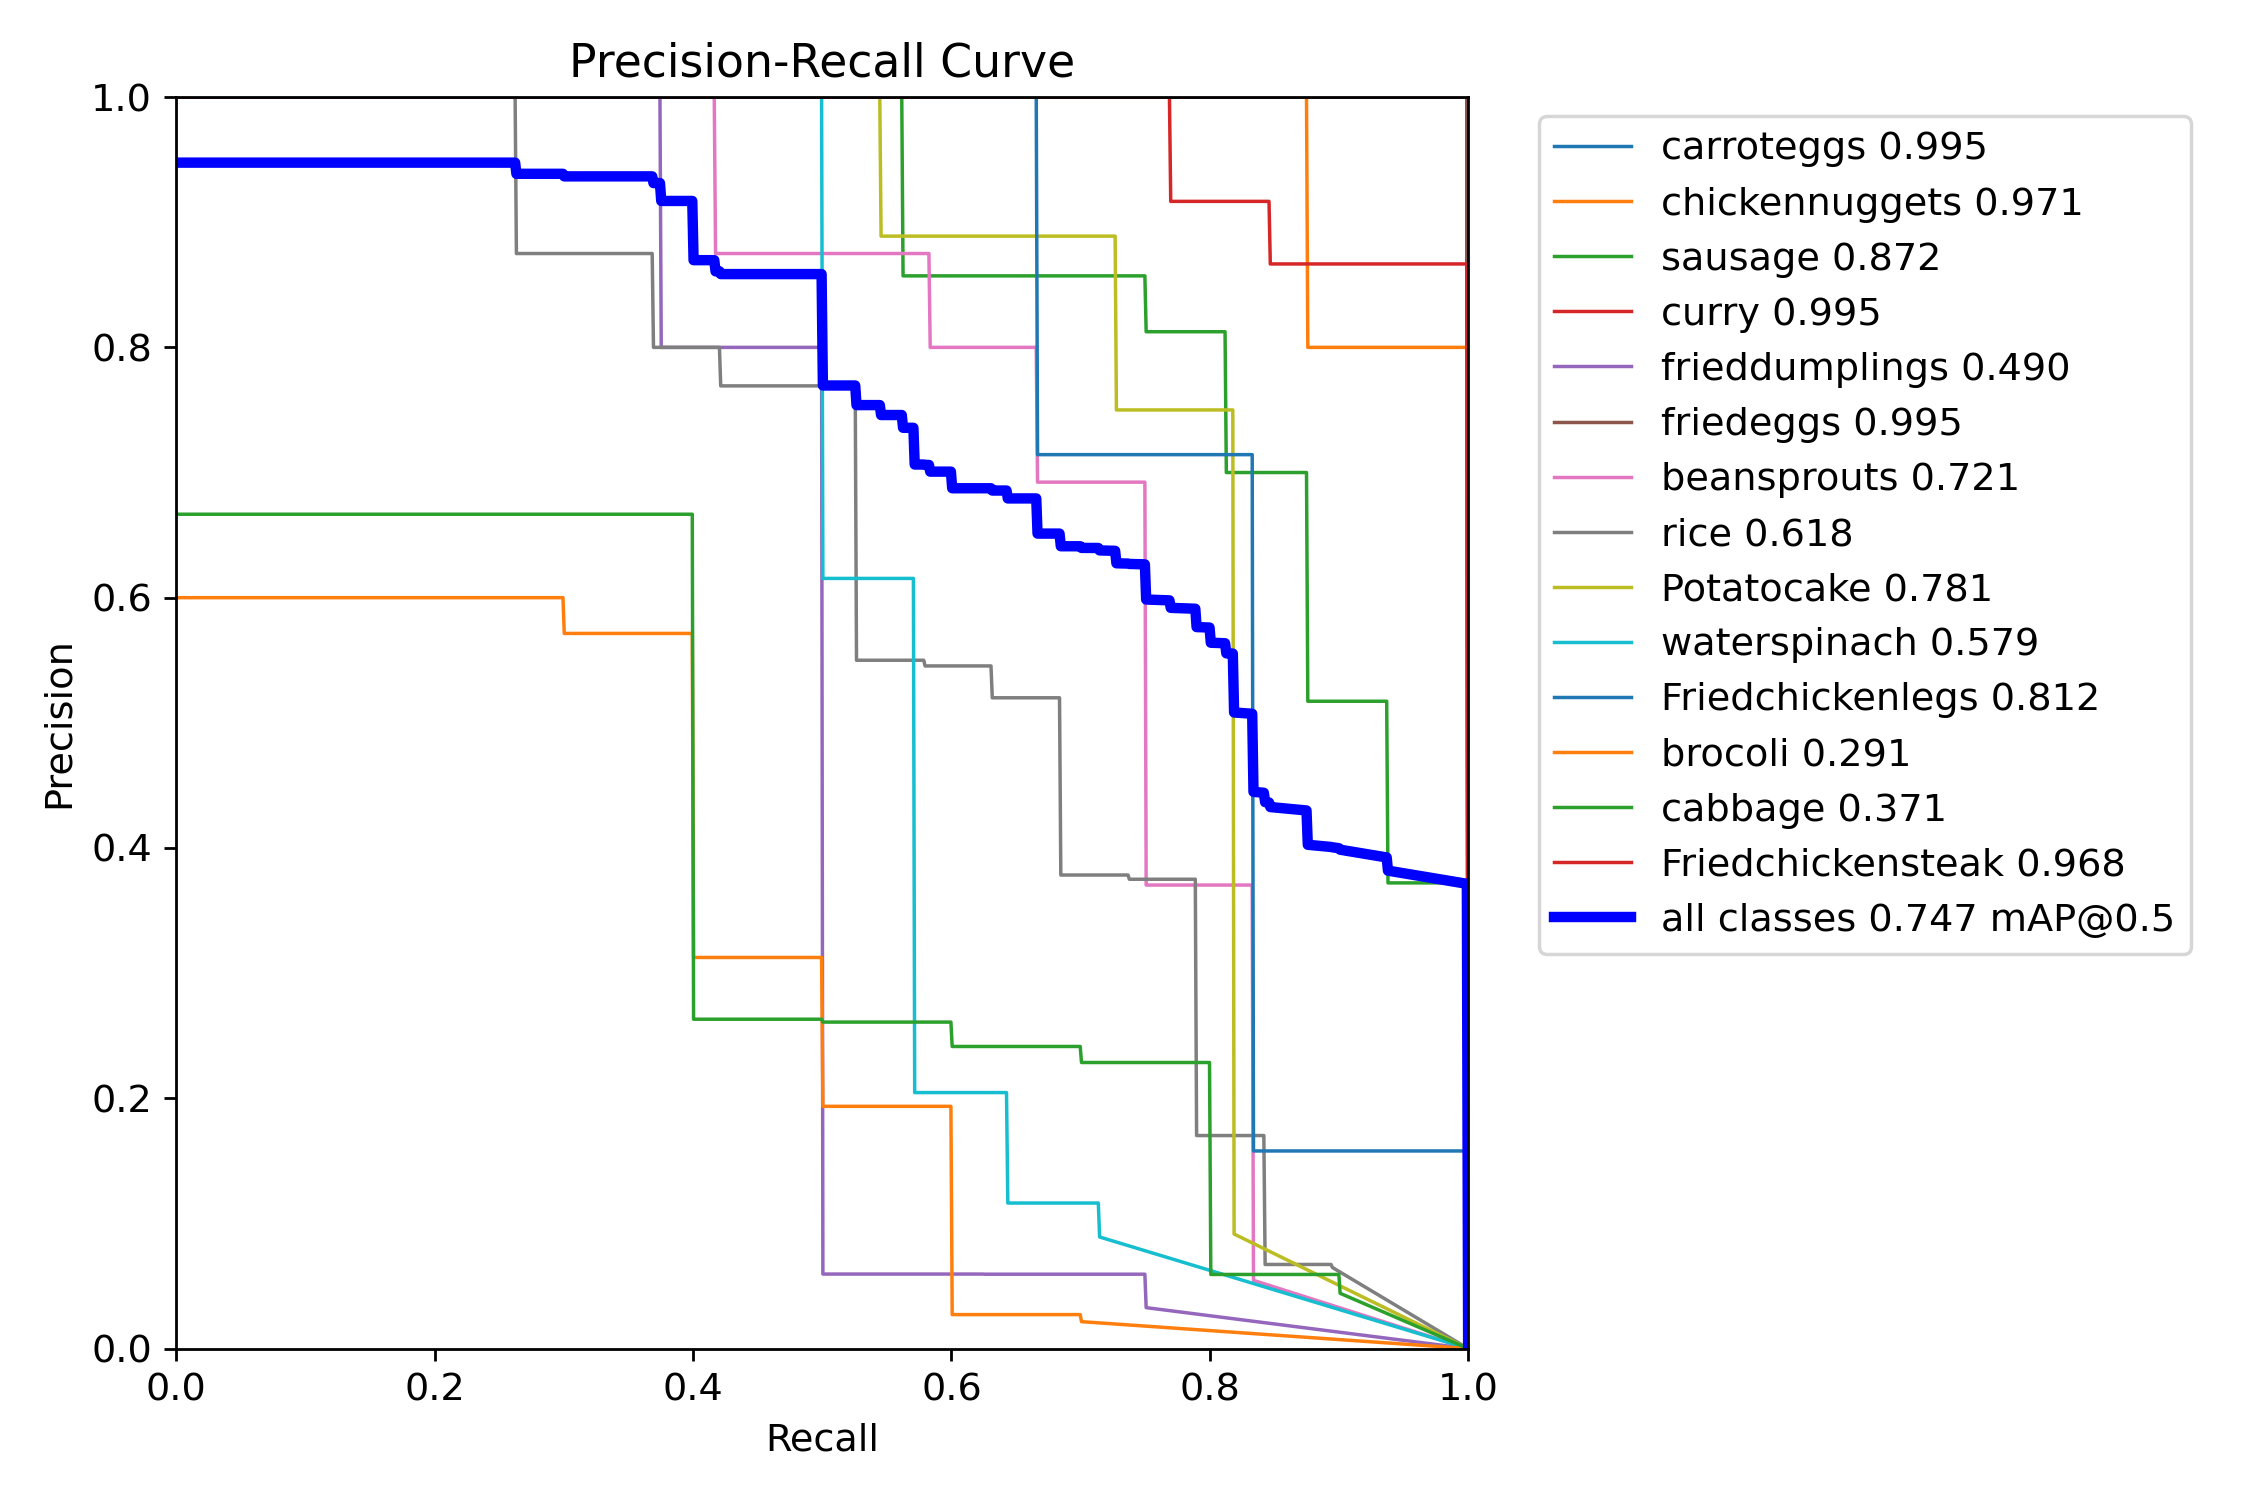 Precision-Recall Curve
1.0
0.8
0.6
0.4
0.2
0.0
Precision
0.0 0.2 0.4 0.6 0.8 1.0
Recall
carroteggs 0.995
chickennuggets 0.971
sausage 0.872
curry 0.995
frieddumplings 0.490
friedeggs 0.995
beansprouts 0.721
rice 0.618
Potatocake 0.781
waterspinach 0.579
Friedchickenlegs 0.812
brocoli 0.291
cabbage 0.371
Friedchickensteak 0.968
all classes 0.747 mAP@0.5